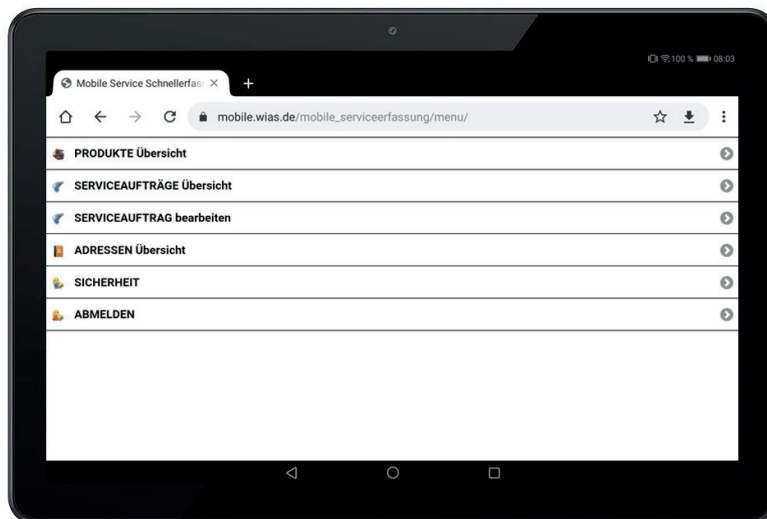 100 % 08:03
Mobile Service Schnellerfas
mobile.wias.de/mobile_serviceerfassung/menu/
PRODUKTE Übersicht
SERVICEAUFTRÄGE Übersicht
SERVICEAUFTRAG bearbeiten
ADRESSEN Übersicht
SICHERHEIT
ABMELDEN